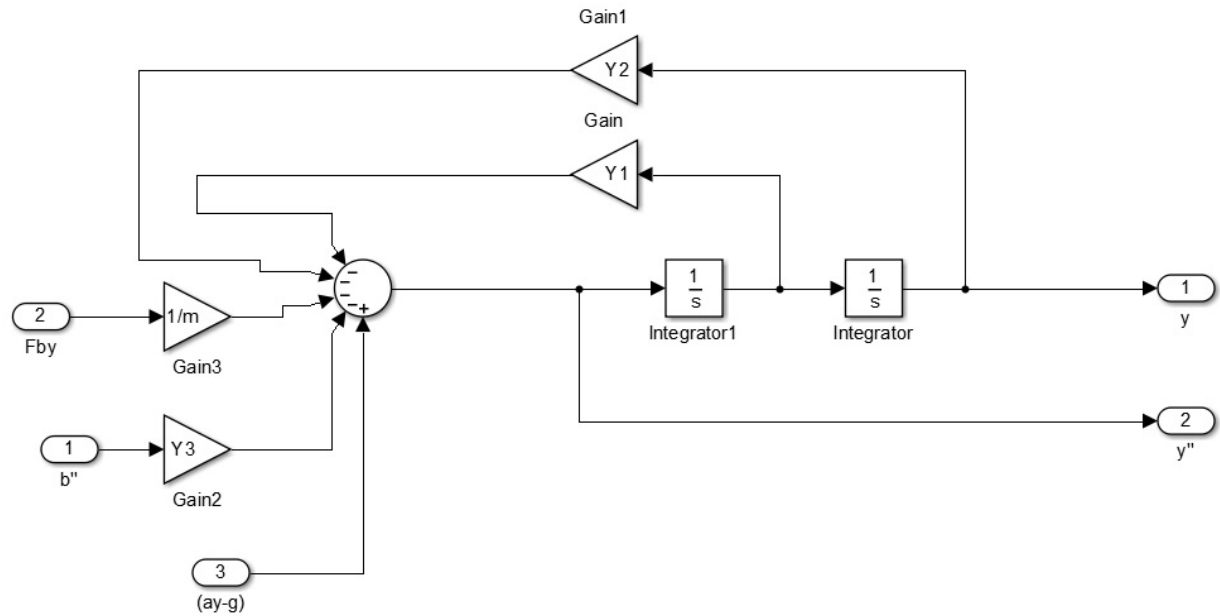 Gain1
Y2
Gain
Y1
−
−
−
− +
1/s
Integrator1
1/s
Integrator
1
y
2
Fby
1/m
Gain3
2
y"
1
b"
Y3
Gain2
3
(ay-g)